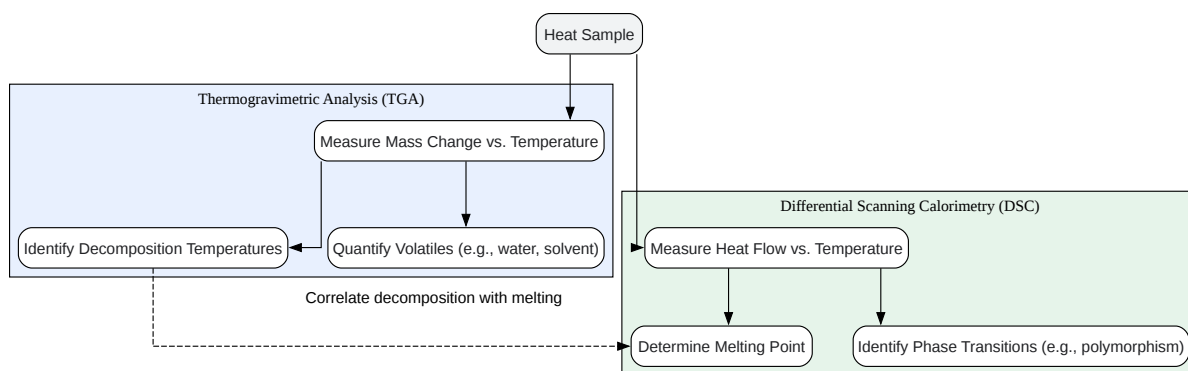 Heat Sample
Thermogravimetric Analysis (TGA)
Measure Mass Change vs. Temperature
Identify Decomposition Temperatures
Quantify Volatiles (e.g., water, solvent)
Differential Scanning Calorimetry (DSC)
Measure Heat Flow vs. Temperature
Correlate decomposition with melting
Determine Melting Point
Identify Phase Transitions (e.g., polymorphism)